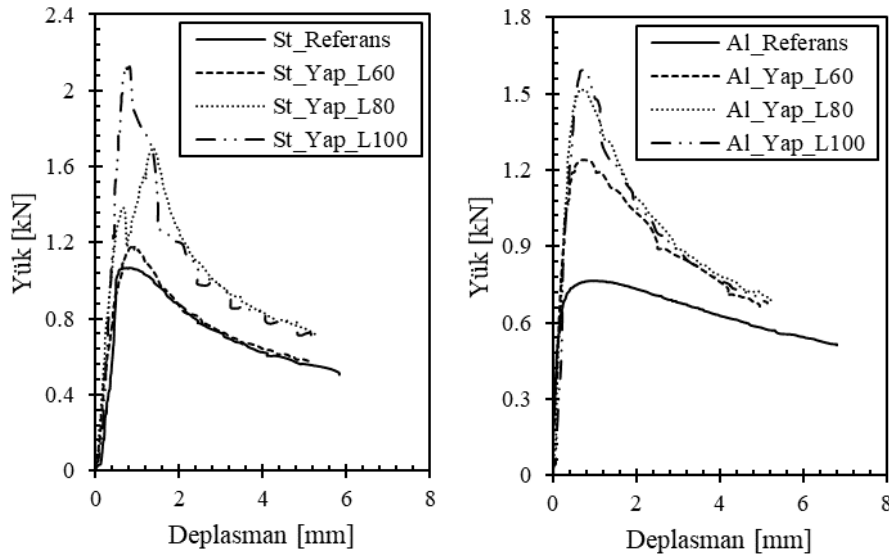 St_Referans
St_Yap_L60
St_Yap_L80
St_Yap_L100
Yük [kN]
2.4
2
1.6
1.2
0.8
0.4
0
0 2 4 6 8
Deplasman [mm]
Al_Referans
Al_Yap_L60
Al_Yap_L80
Al_Yap_L100
Yük [kN]
1.8
1.5
1.2
0.9
0.6
0.3
0
0 2 4 6 8
Deplasman [mm]